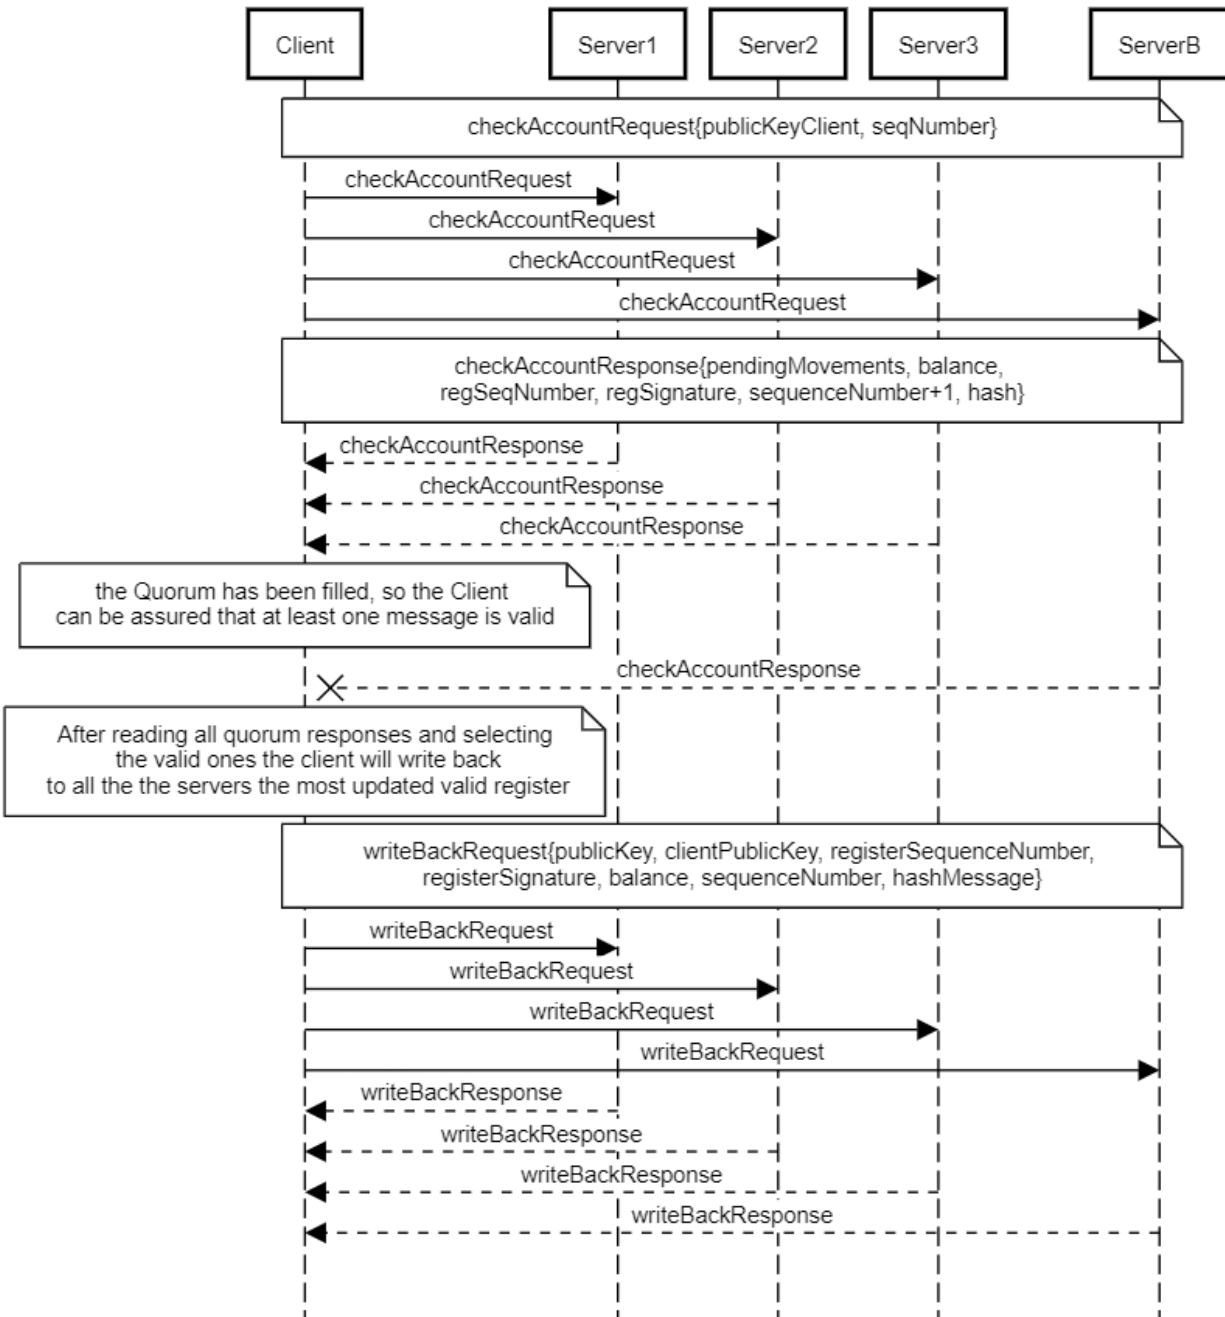 Client
Server1
Server2
Server3
ServerB
checkAccountRequest{publicKeyClient, seqNumber}
checkAccountRequest
checkAccountRequest
checkAccountRequest
checkAccountRequest
checkAccountResponse{pendingMovements, balance,
regSeqNumber, regSignature, sequenceNumber+1, hash}
checkAccountResponse
checkAccountResponse
checkAccountResponse
the Quorum has been filled, so the Client
can be assured that at least one message is valid
checkAccountResponse
After reading all quorum responses and selecting
the valid ones the client will write back
to all the the servers the most updated valid register
writeBackRequest{publicKey, clientPublicKey, registerSequenceNumber,
registerSignature, balance, sequenceNumber, hashMessage}
writeBackRequest
writeBackRequest
writeBackRequest
writeBackRequest
writeBackResponse
writeBackResponse
writeBackResponse
writeBackResponse